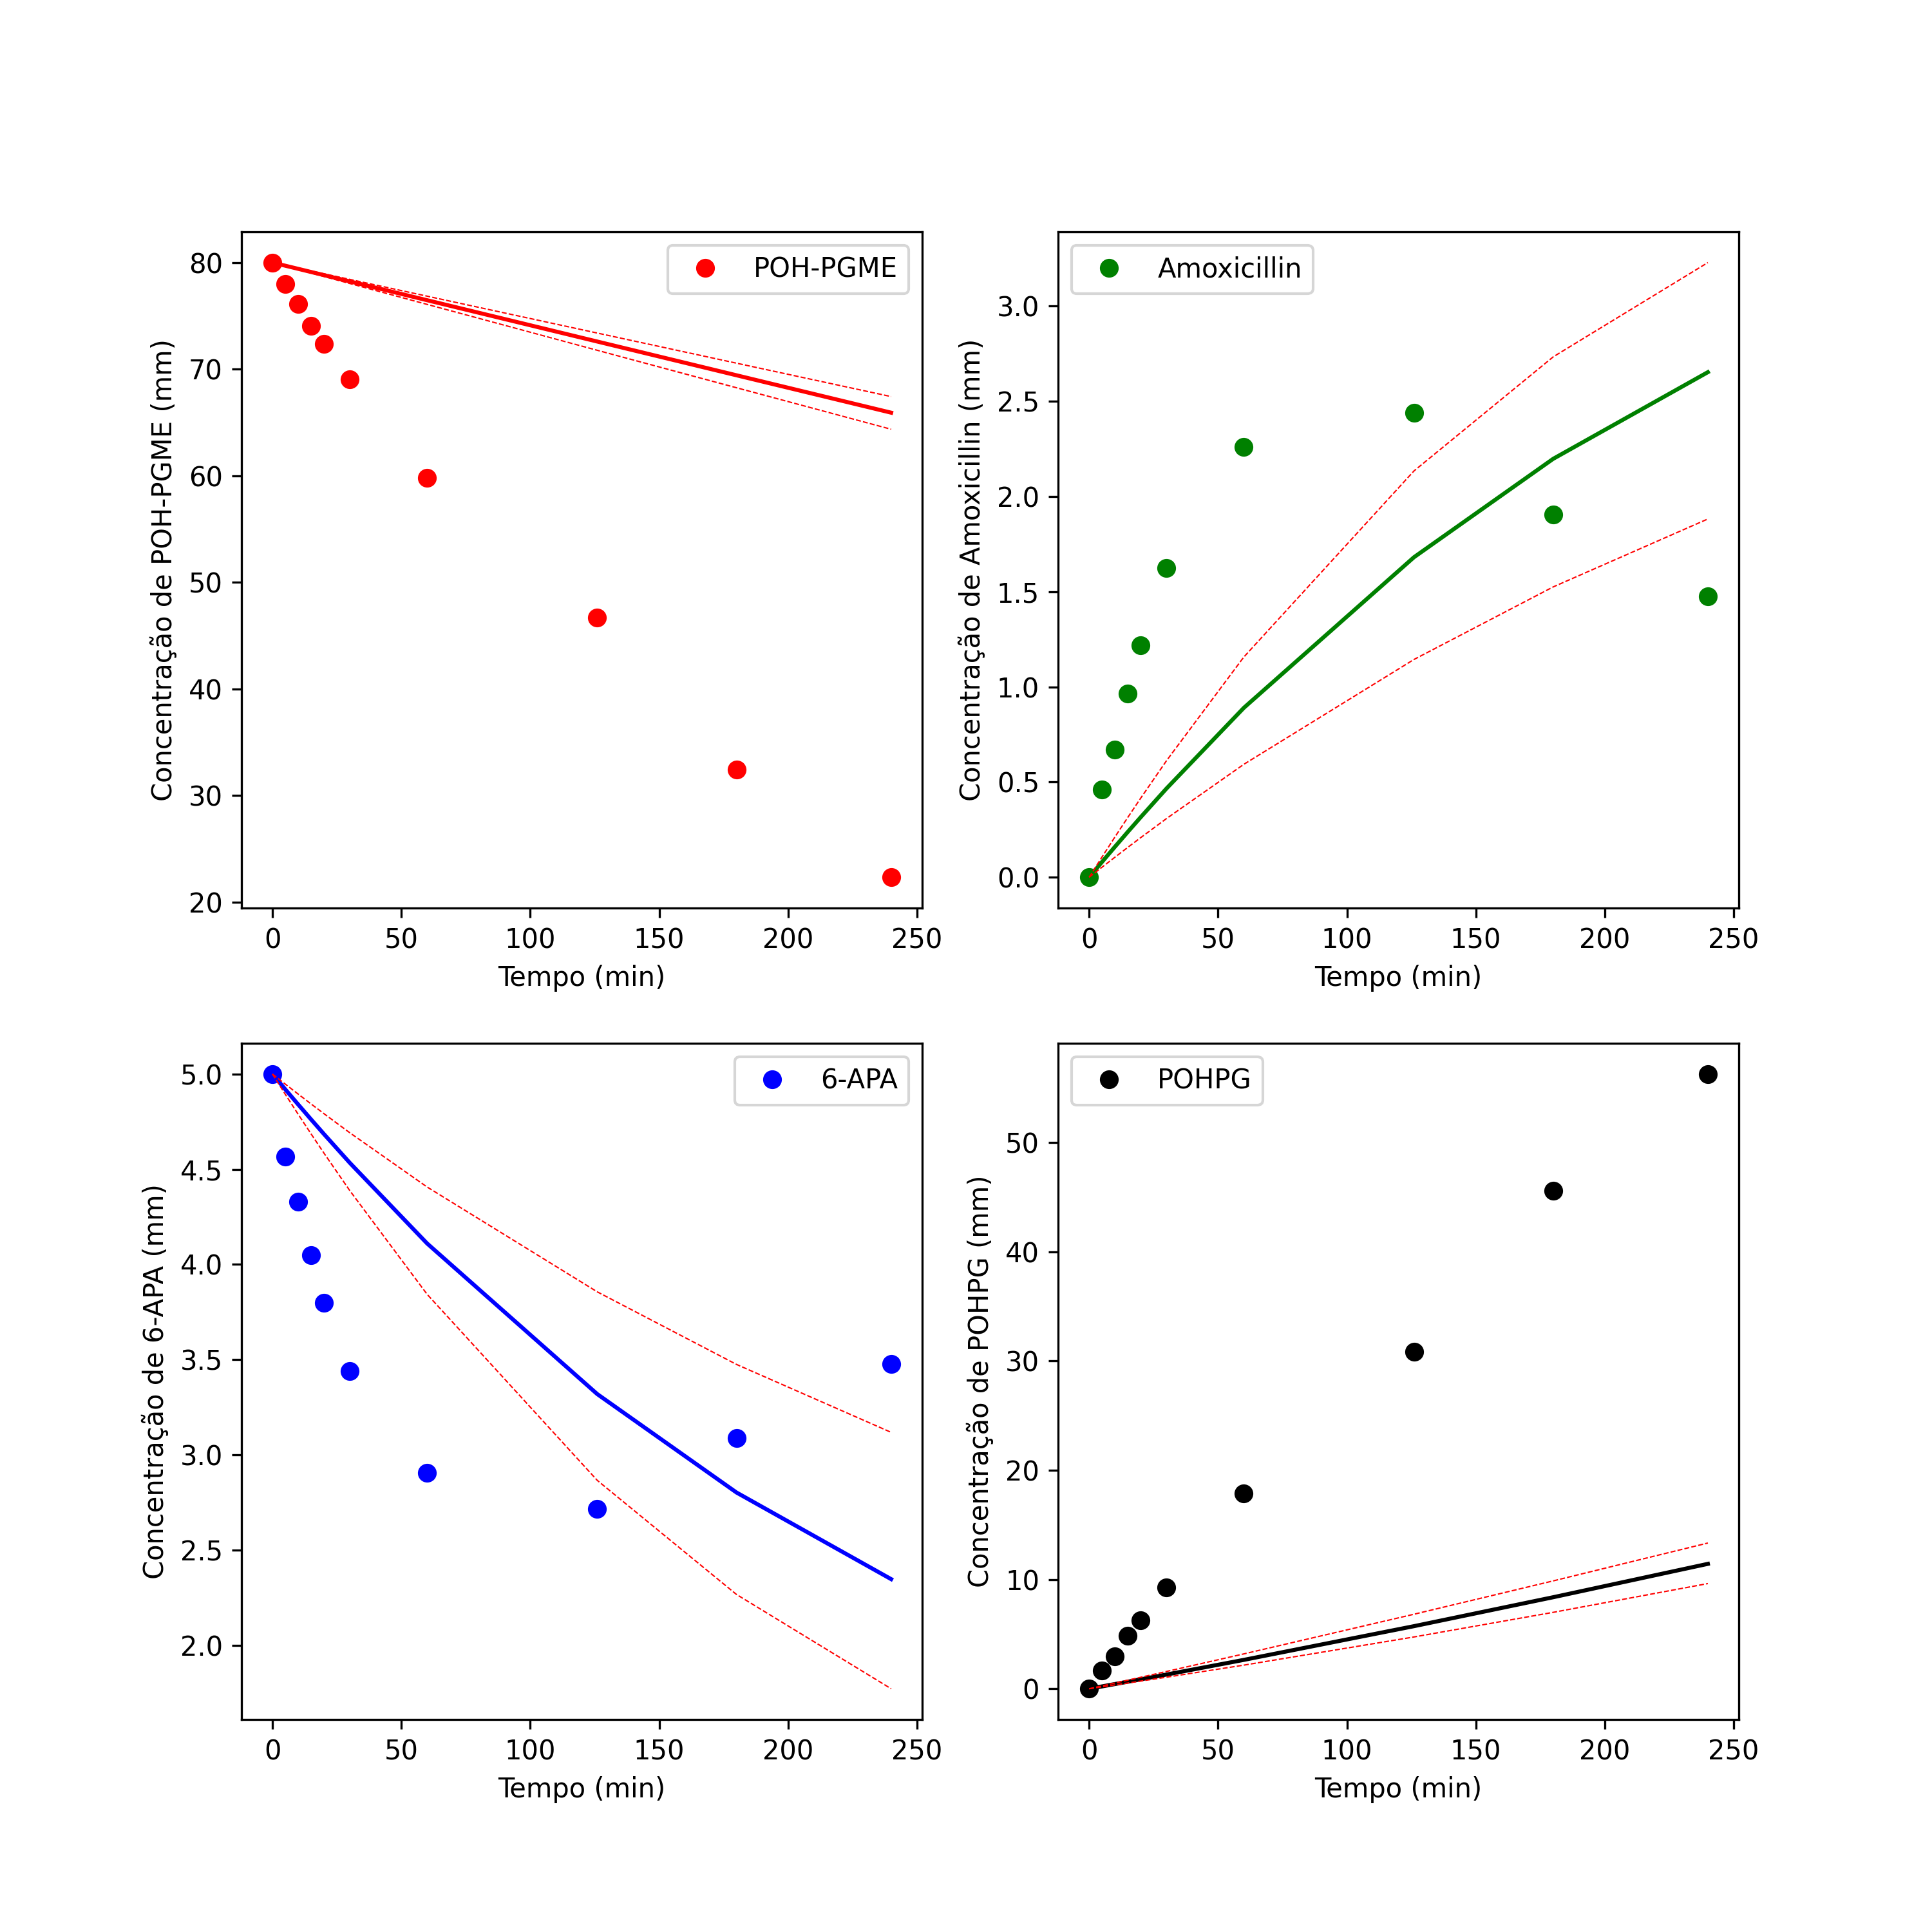 POH-PGME
Concentração de POH-PGME (mm)
80
70
60
50
40
30
20
0 50 100 150 200 250
Tempo (min)
Amoxicillin
Concentração de Amoxicillin (mm)
3.0
2.5
2.0
1.5
1.0
0.5
0.0
0 50 100 150 200 250
Tempo (min)
6-APA
Concentração de 6-APA (mm)
5.0
4.5
4.0
3.5
3.0
2.5
2.0
0 50 100 150 200 250
Tempo (min)
POHPG
Concentração de POHPG (mm)
50
40
30
20
10
0
0 50 100 150 200 250
Tempo (min)